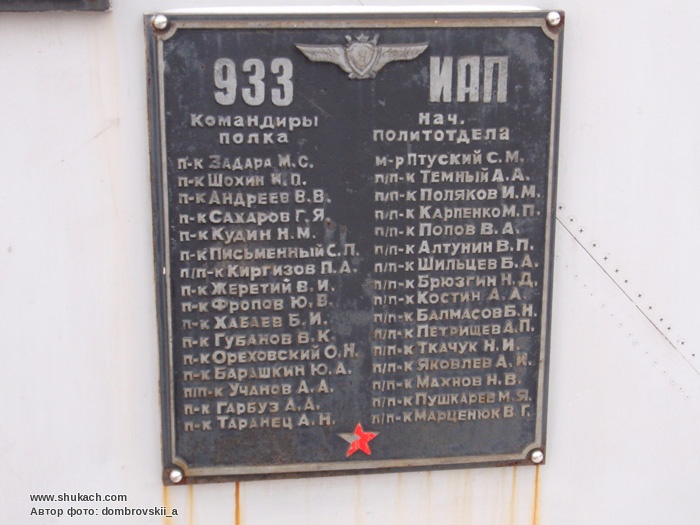 933 ИАП
Командиры
полка
п-к Задара М.С.
п-к Шохин И.П.
п-к Андреев В.В.
п-к Сахаров Г.Я.
п-к Кудин Н.М.
п-к Письменный С.П.
п/п-к Киргизов П.А.
п-к Жеретий В.И.
п-к Фропов Ю.В.
п-к Хабаев Б.И.
п-к Губанов В.К.
п-к Ореховский О.Н.
п-к Барашкин Ю.А.
п/п-к Учанов А.А.
п-к Гарбуз А.А.
п-к Таранец А.Н.
Нач.
политотдела
м-р Птуский С.М.
п/п-к Темный А.А.
п/п-к Поляков И.М.
п/п-к Карпенко М.П.
п/п-к Попов В.А.
п/п-к Алтунин В.П.
п/п-к Шильцев Б.А.
п/п-к Брюзгин Н.Д.
п/п-к Костин А.А.
п/п-к Балмасов Б.Н.
п/п-к Петрищев А.П.
п/п-к Ткачук Н.И.
п/п-к Яковлев А.И.
п/п-к Махнов Н.В.
п/п-к Пушкарев М.Я.
п/п-к Марценюк В.Г.
www.shukach.com
Автор фото: dombrovskii_a